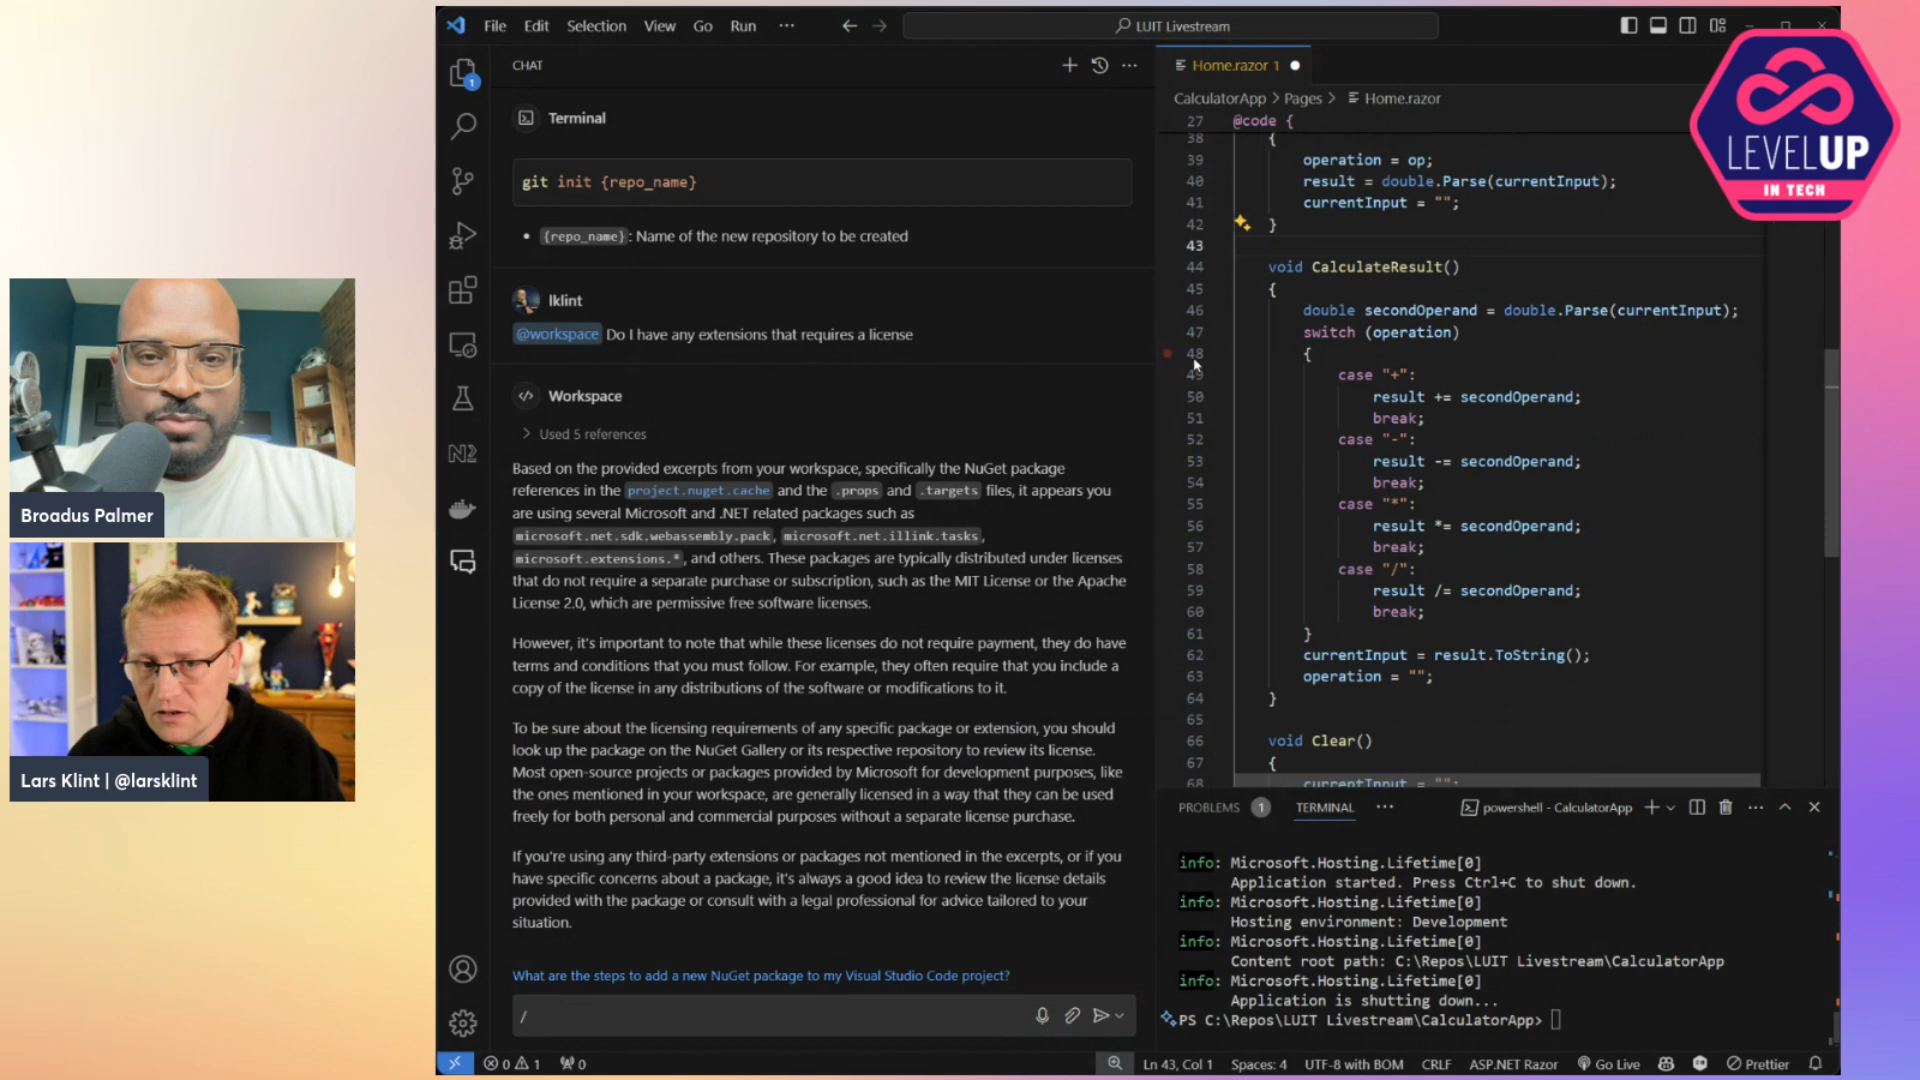 File Edit Selection View Go Run ···
LUIT Livestream
CHAT
Terminal
git init {repo_name}
• {repo_name}: Name of the new repository to be created
lklint
@workspace Do I have any extensions that requires a license
Workspace
Used 5 references
Based on the provided excerpts from your workspace, specifically the NuGet package
references in the project.nuget.cache and the .props and .targets files, it appears you
are using several Microsoft and .NET related packages such as
microsoft.net.sdk.webassembly.pack, microsoft.net.illink.tasks,
microsoft.extensions.*, and others. These packages are typically distributed under licenses
that do not require a separate purchase or subscription, such as the MIT License or the Apache
License 2.0, which are permissive free software licenses.
However, it's important to note that while these licenses do not require payment, they do have
terms and conditions that you must follow. For example, they often require that you include a
copy of the license in any distributions of the software or modifications to it.
To be sure about the licensing requirements of any specific package or extension, you should
look up the package on the NuGet Gallery or its respective repository to review its license.
Most open-source projects or packages provided by Microsoft for development purposes, like
the ones mentioned in your workspace, are generally licensed in a way that they can be used
freely for both personal and commercial purposes without a separate license purchase.
If you're using any third-party extensions or packages not mentioned in the excerpts, or if you
have specific concerns about a package, it's always a good idea to review the license details
provided with the package or consult with a legal professional for advice tailored to your
situation.
What are the steps to add a new NuGet package to my Visual Studio Code project?
/
Home.razor 1
CalculatorApp > Pages > Home.razor
27 @code {
38 {
39 operation = op;
40 result = double.Parse(currentInput);
41 currentInput = "";
42 }
43
44 void CalculateResult()
45 {
46 double secondOperand = double.Parse(currentInput);
47 switch (operation)
48 {
49 case "+":
50 result += secondOperand;
51 break;
52 case "-":
53 result -= secondOperand;
54 break;
55 case "*":
56 result *= secondOperand;
57 break;
58 case "/":
59 result /= secondOperand;
60 break;
61 }
62 currentInput = result.ToString();
63 operation = "";
64 }
65
66 void Clear()
67 {
68 currentInput = "";
PROBLEMS 1 TERMINAL ··· powershell - CalculatorApp
info: Microsoft.Hosting.Lifetime[0]
Application started. Press Ctrl+C to shut down.
info: Microsoft.Hosting.Lifetime[0]
Hosting environment: Development
info: Microsoft.Hosting.Lifetime[0]
Content root path: C:\Repos\LUIT Livestream\CalculatorApp
info: Microsoft.Hosting.Lifetime[0]
Application is shutting down...
PS C:\Repos\LUIT Livestream\CalculatorApp>
0 1 0 Ln 43, Col 1 Spaces: 4 UTF-8 with BOM CRLF ASP.NET Razor Go Live Prettier
Broadus Palmer
Lars Klint | @larsklint
LEVELUP
IN TECH
1
N2